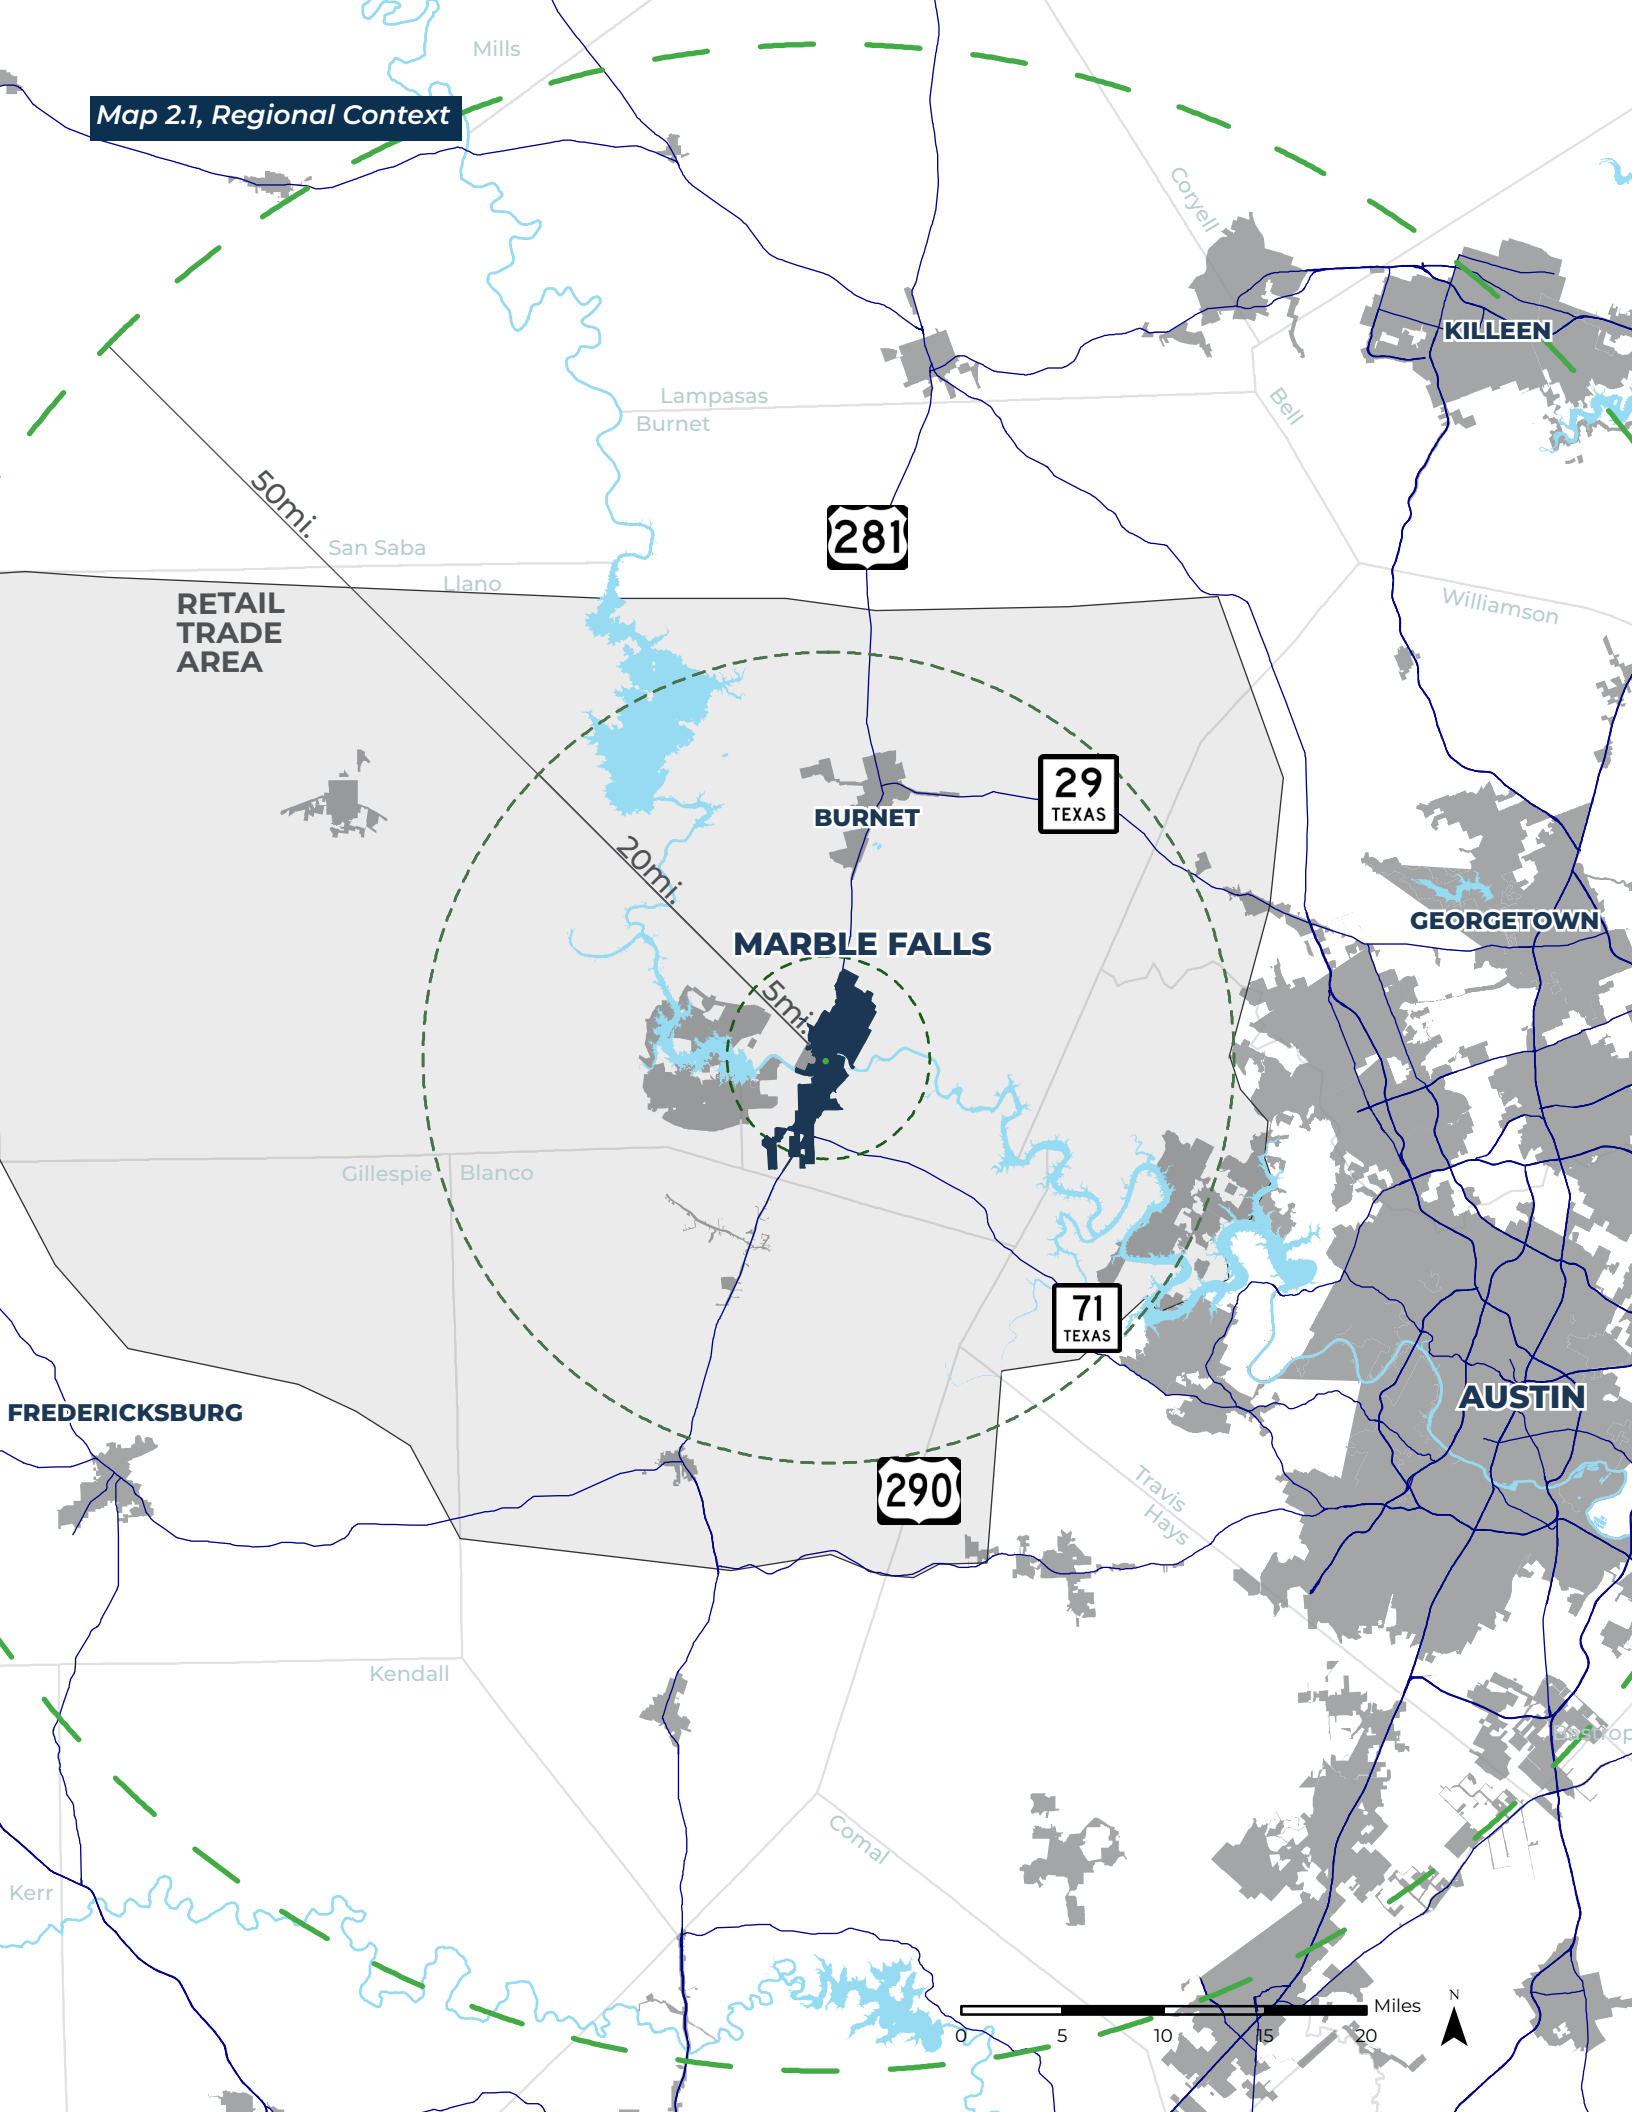 Mills
Map 2.1, Regional Context
Coryell
KILLEEN
Lampasas
Burnet
Bell
50mi.
281
San Saba
Llano
RETAIL
TRADE
AREA
Williamson
29
TEXAS
BURNET
20mi.
GEORGETOWN
MARBLE FALLS
5mi.
Gillespie
Blanco
71
TEXAS
AUSTIN
FREDERICKSBURG
290
Travis
Hays
Kendall
Bastrop
Comal
Kerr
N
Miles
0 5 10 15 20